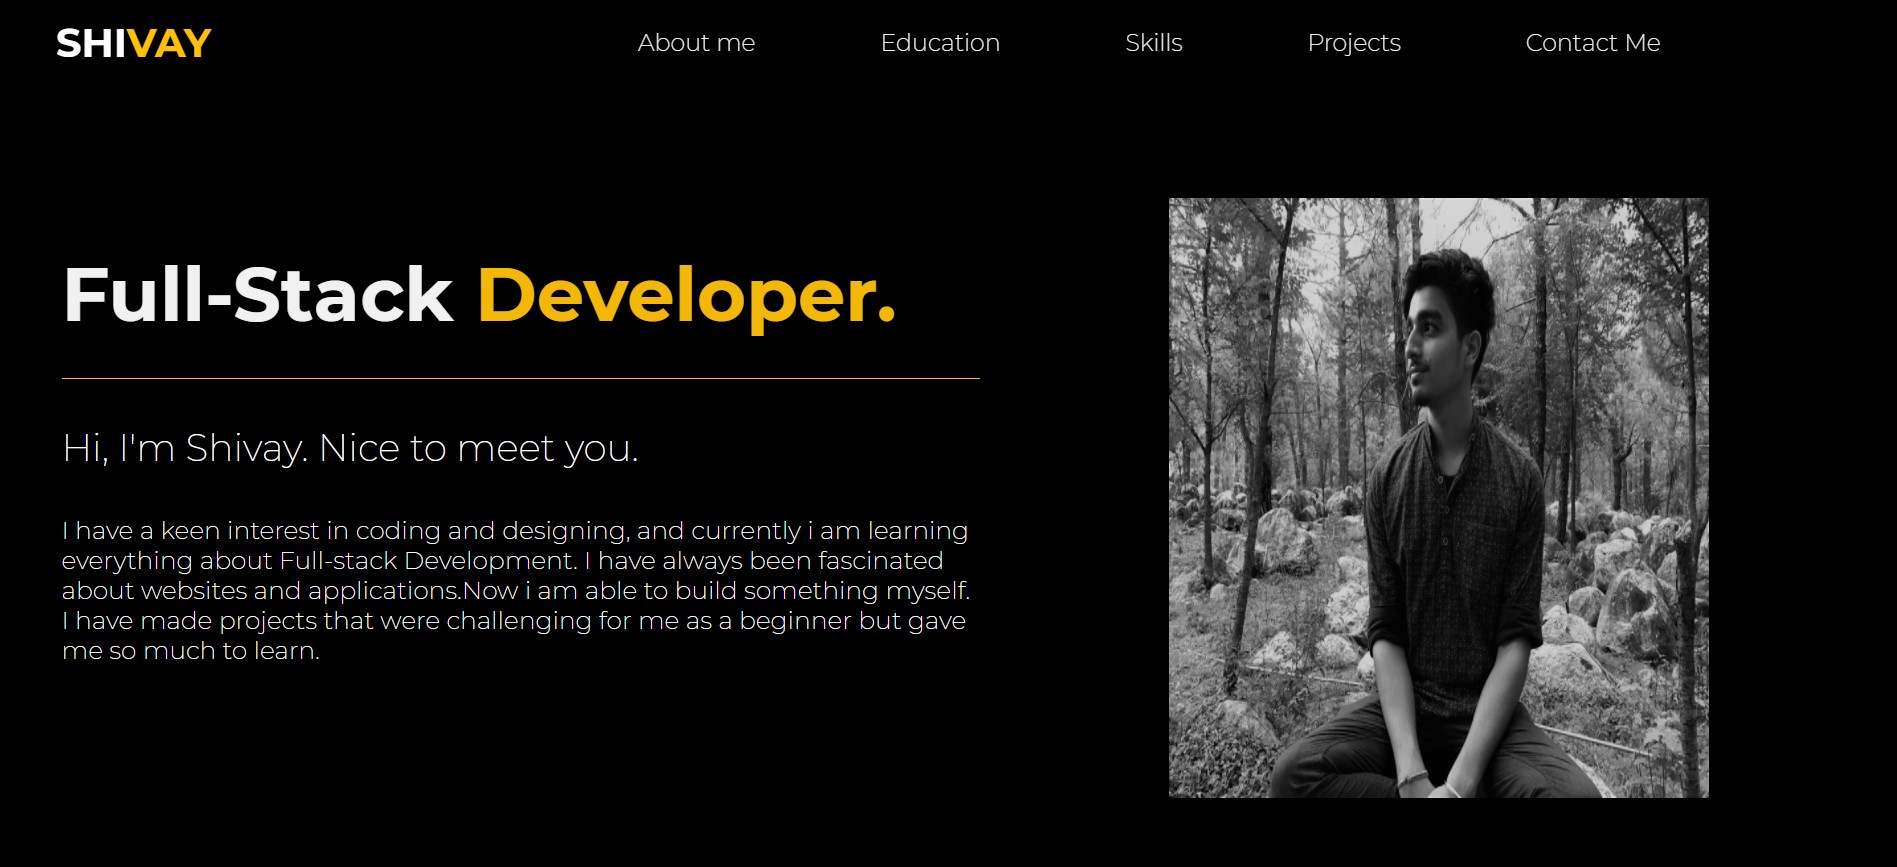 SHIVAY
About me
Education
Skills
Projects
Contact Me
Full-Stack Developer.
Hi, I'm Shivay. Nice to meet you.
I have a keen interest in coding and designing, and currently i am learning
everything about Full-stack Development. I have always been fascinated
about websites and applications.Now i am able to build something myself.
I have made projects that were challenging for me as a beginner but gave
me so much to learn.